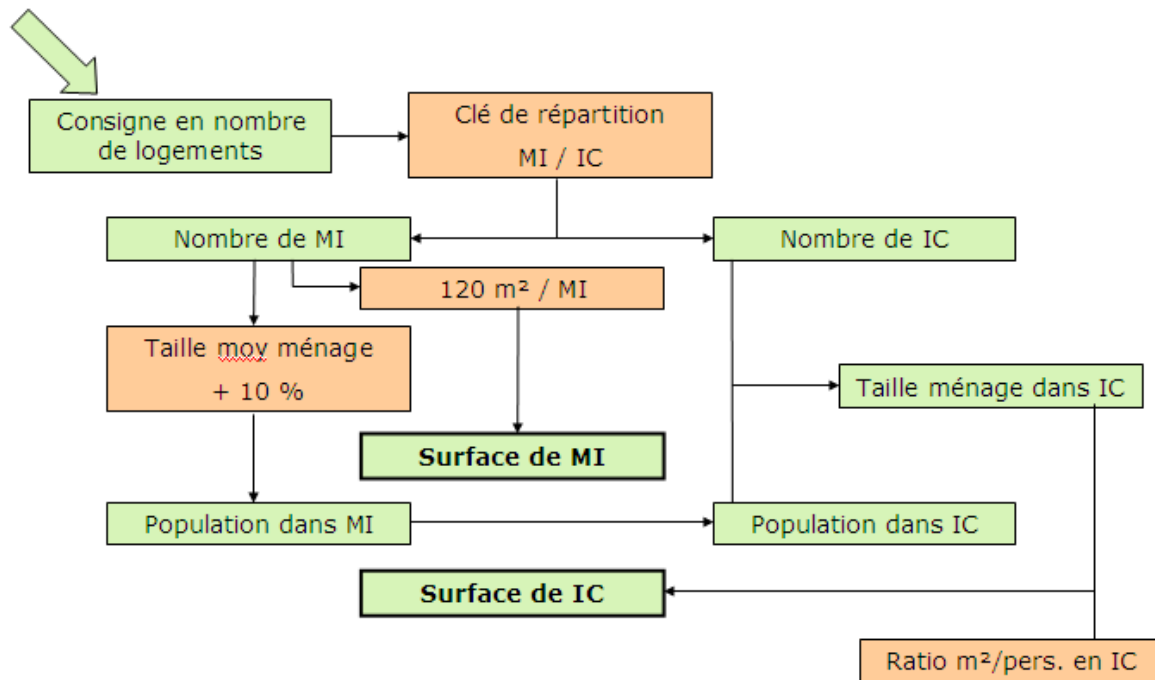 Consigne en nombre
de logements
Clé de répartition
MI / IC
Nombre de MI
Nombre de IC
120 m² / MI
Taille moy ménage
+ 10 %
Taille ménage dans IC
Surface de MI
Population dans MI
Population dans IC
Surface de IC
Ratio m²/pers. en IC